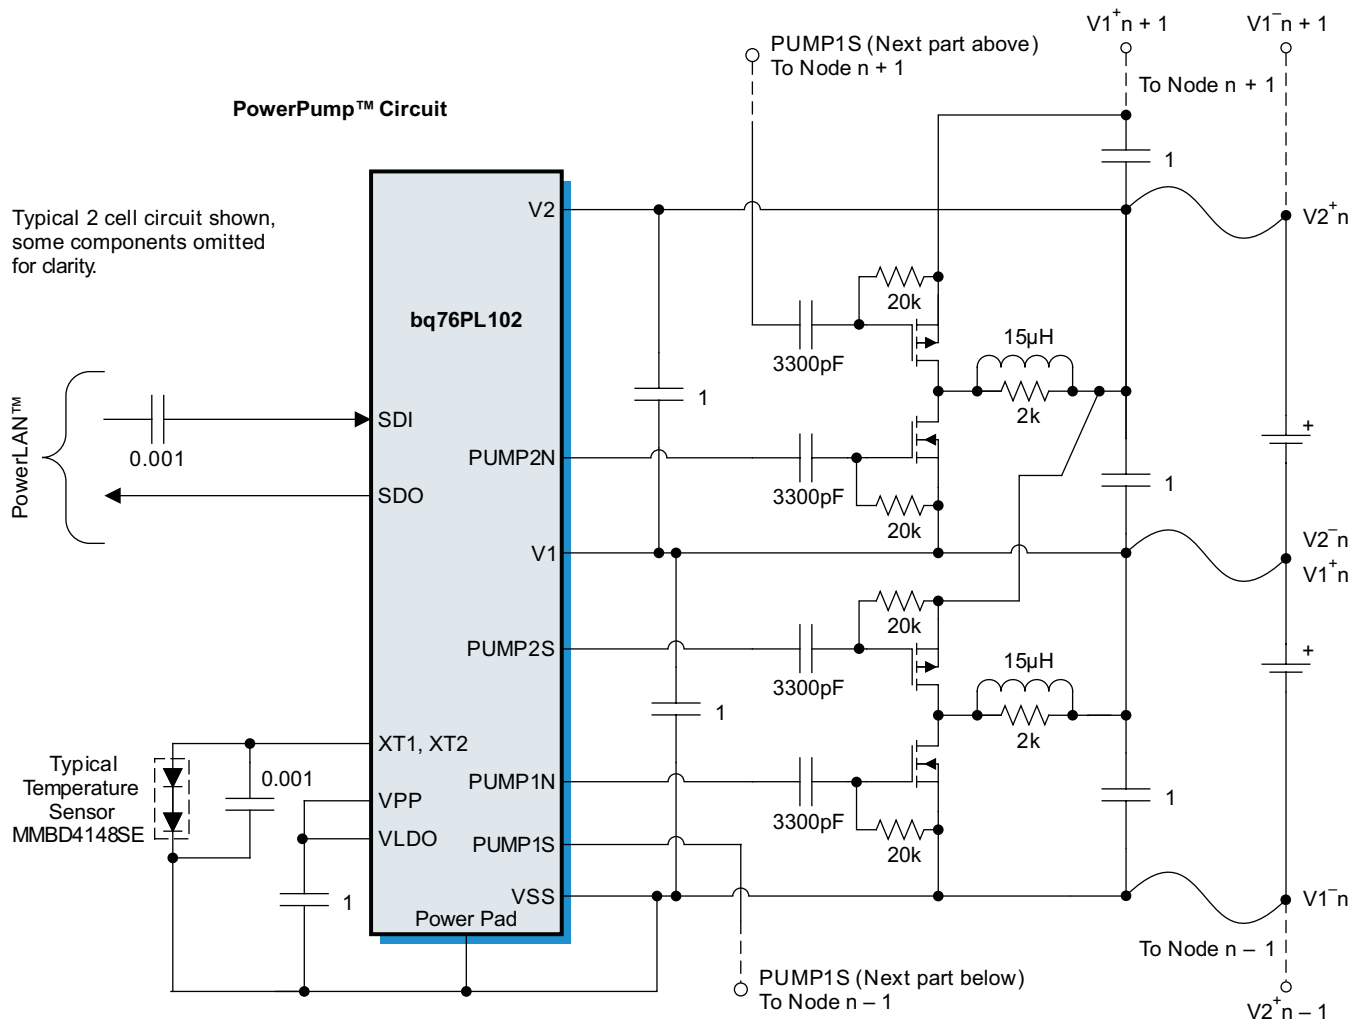 PowerPump™ Circuit
Typical 2 cell circuit shown,
some components omitted
for clarity.
PUMP1S (Next part above)
To Node n + 1
V1⁺n + 1
V1⁻n + 1
To Node n + 1
1
V2
V2⁺n
bq76PL102
20k
3300pF
15µH
2k
1
PowerLAN™
0.001
SDI
SDO
PUMP2N
3300pF
20k
1
V1
V2⁻n
V1⁺n
+
20k
PUMP2S
3300pF
15µH
2k
+
1
Typical
Temperature
Sensor
MMBD4148SE
0.001
XT1, XT2
VPP
VLDO
1
PUMP1N
3300pF
20k
1
PUMP1S
VSS
Power Pad
V1⁻n
To Node n – 1
PUMP1S (Next part below)
To Node n – 1
V2⁺n – 1